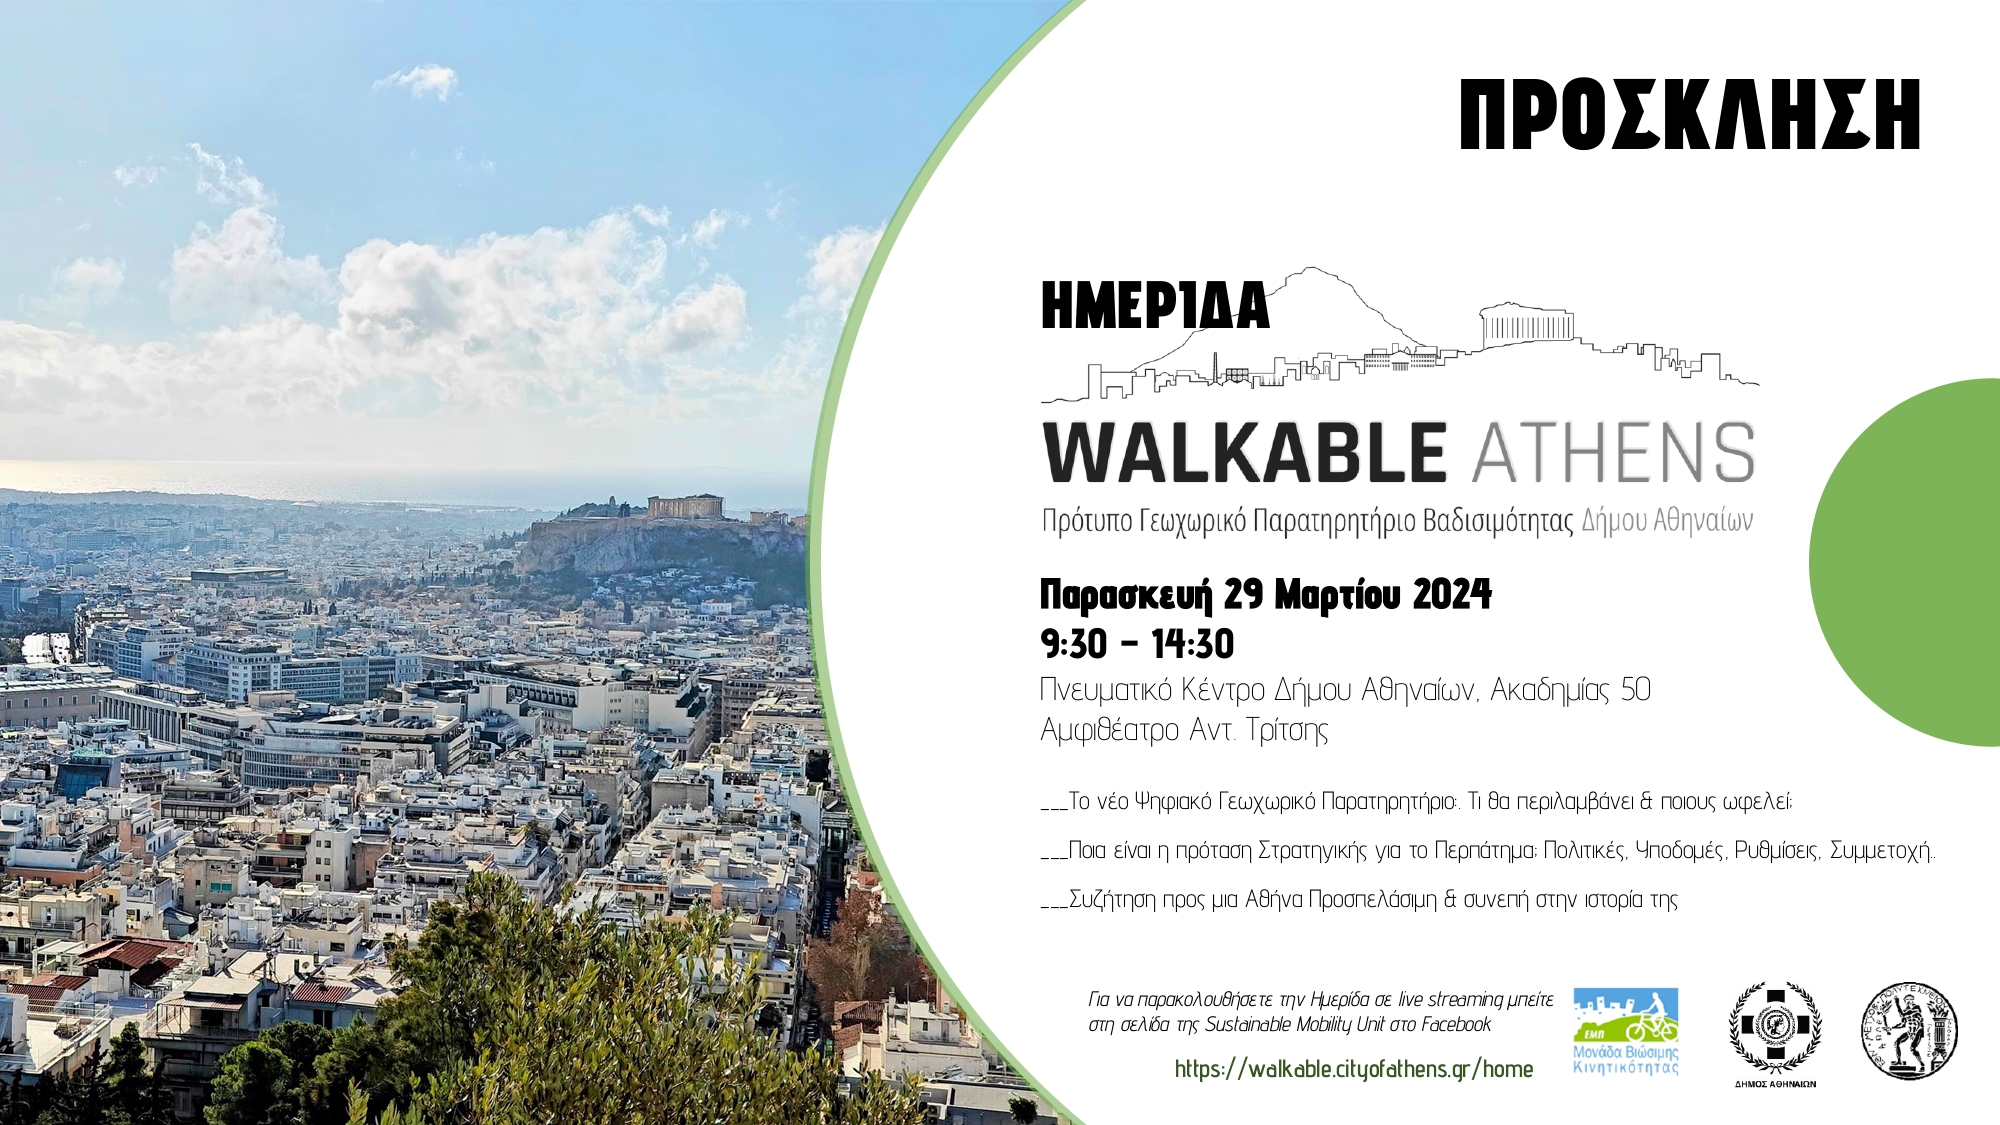 ΠΡΟΣΚΛΗΣΗ
ΗΜΕΡΙΔΑ
WALKABLE ATHENS
Πρότυπο Γεωχωρικό Παρατηρητήριο Βαδισιμότητας Δήμου Αθηναίων
Παρασκευή 29 Μαρτίου 2024
9:30 - 14:30
Πνευματικό Κέντρο Δήμου Αθηναίων, Ακαδημίας 50
Αμφιθέατρο Αντ. Τρίτσης
___Το νέο Ψηφιακό Γεωχωρικό Παρατηρητήριο:. Τι θα περιλαμβάνει & ποιους ωφελεί;
___Ποια είναι η πρόταση Στρατηγικής για το Περπάτημα; Πολιτικές, Υποδομές, Ρυθμίσεις, Συμμετοχή..
___Συζήτηση προς μια Αθήνα Προσπελάσιμη & συνεπή στην ιστορία της
Για να παρακολουθήσετε την Ημερίδα σε live streaming μπείτε
στη σελίδα της Sustainable Mobility Unit στο Facebook
https://walkable.cityofathens.gr/home
ΕΜΠ
Μονάδα Βιώσιμης
Κινητικότητας
ΔΗΜΟΣ ΑΘΗΝΑΙΩΝ